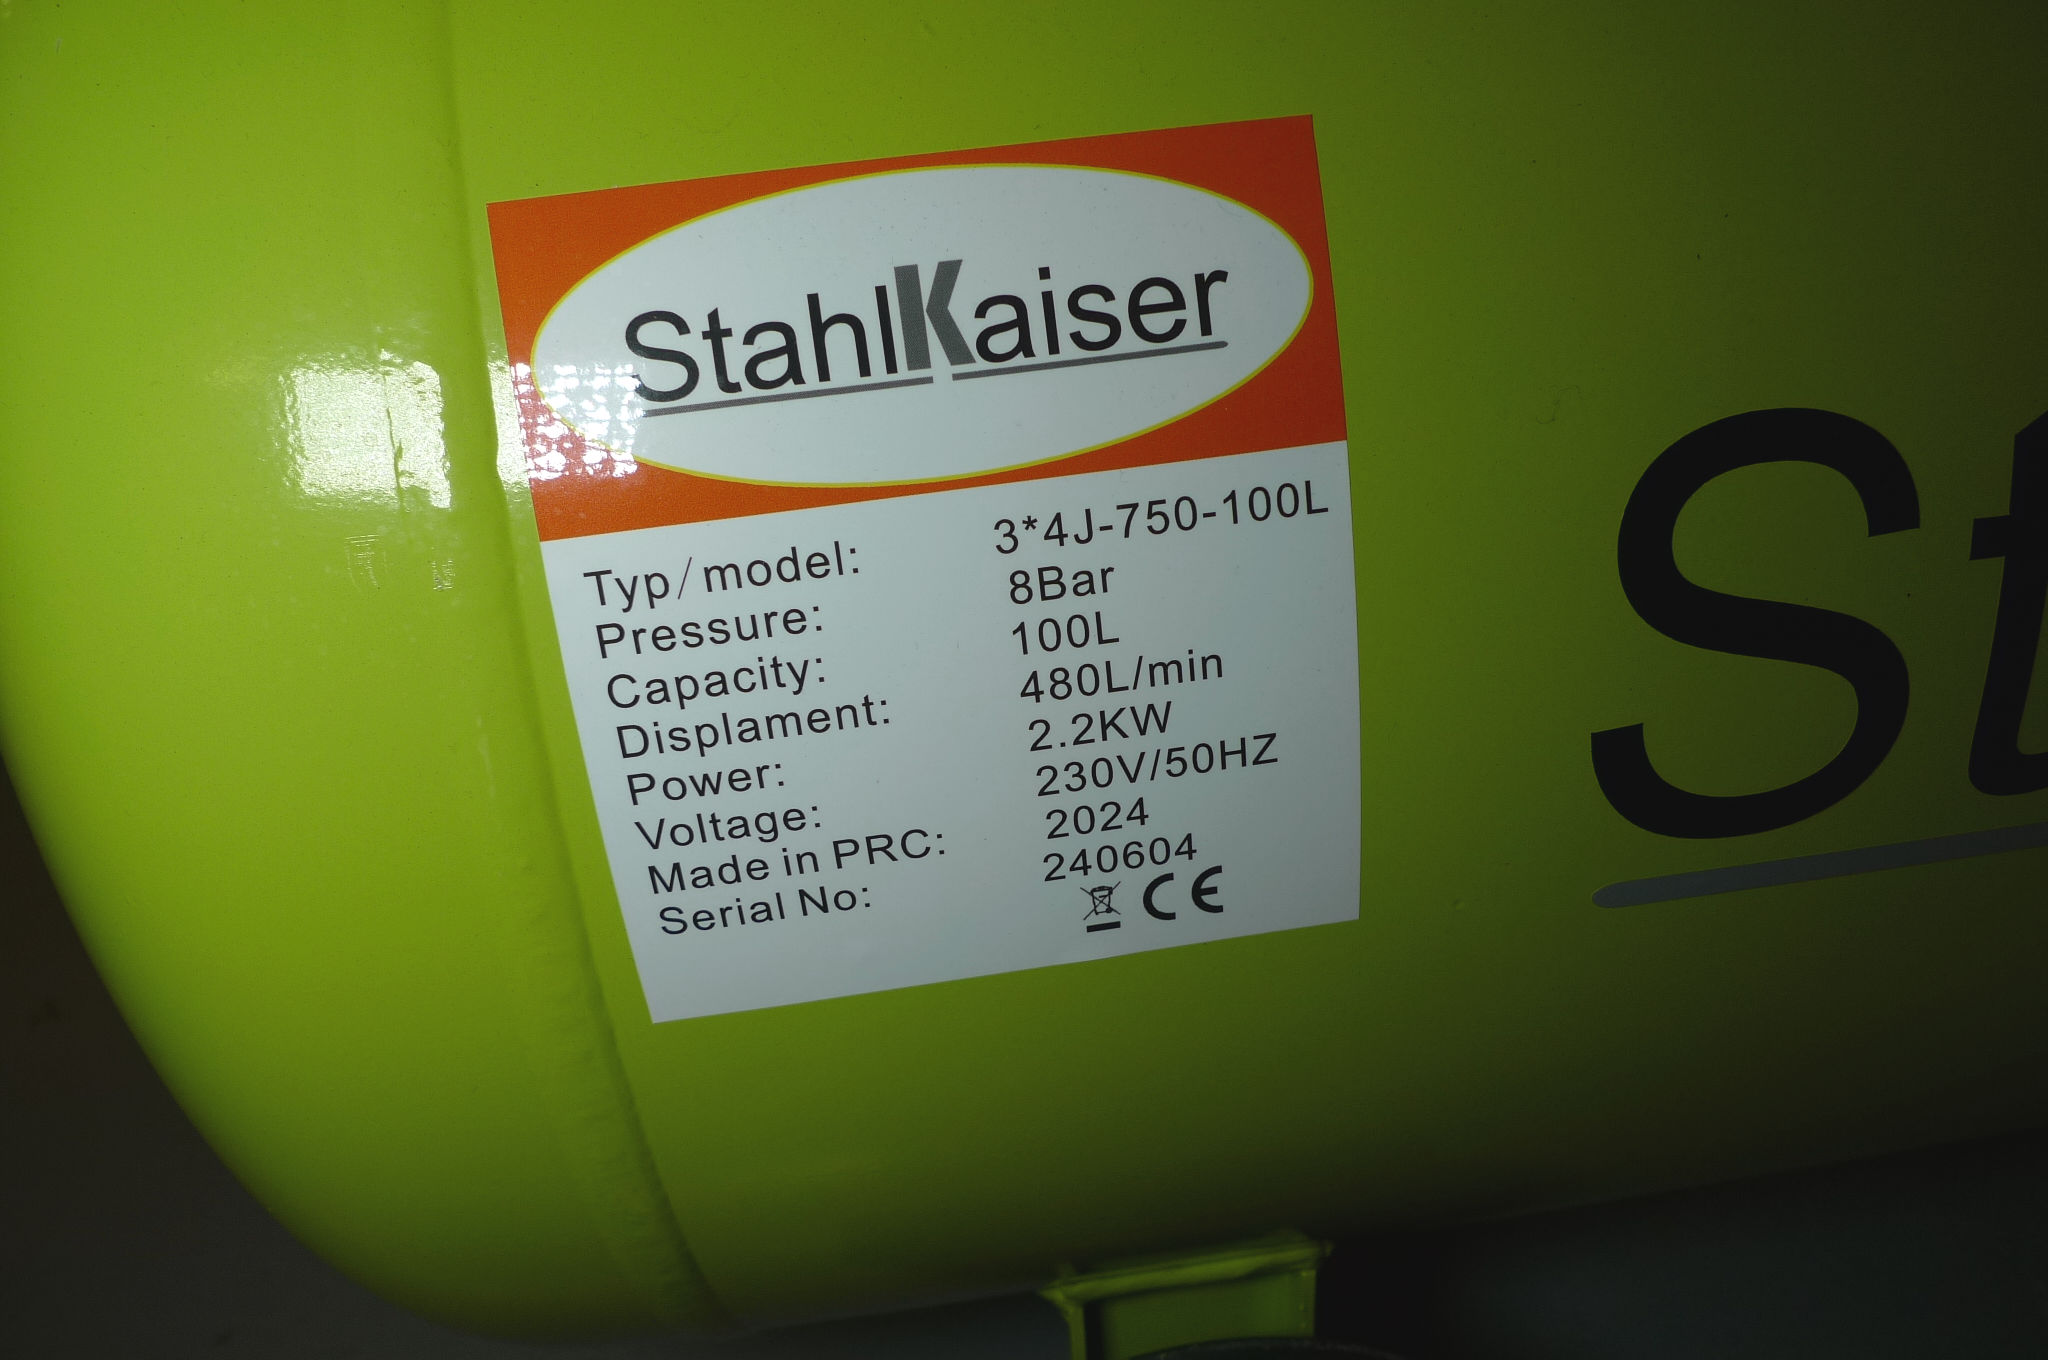 StahlKaiser
Typ/model: 3*4J-750-100L
Pressure: 8Bar
Capacity: 100L
Displament: 480L/min
Power: 2.2KW
Voltage: 230V/50HZ
Made in PRC: 2024
Serial No: 240604
CE
St